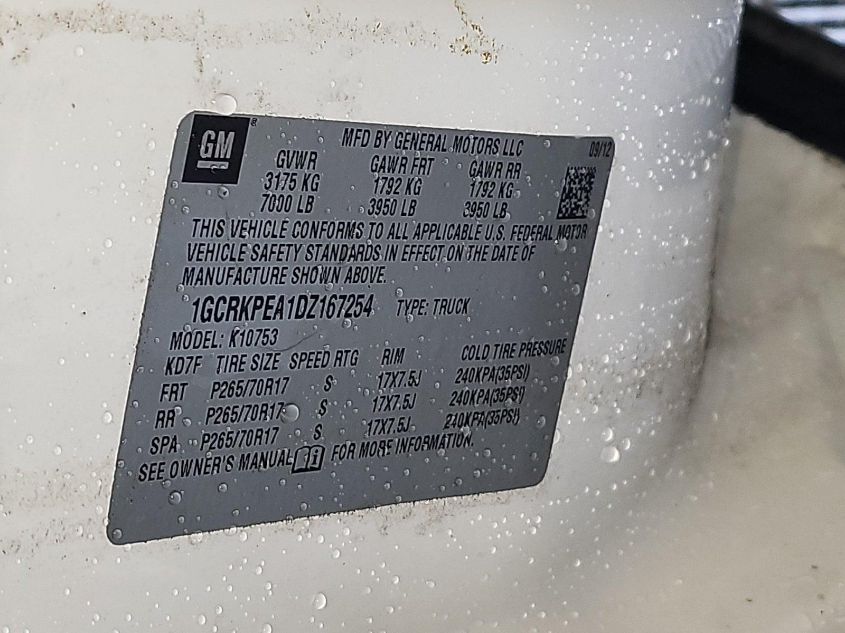 GM® MFD BY GENERAL MOTORS LLC 09/12
GVWR GAWR FRT GAWR RR
3175 KG 1792 KG 1792 KG
7000 LB 3950 LB 3950 LB
THIS VEHICLE CONFORMS TO ALL APPLICABLE U.S. FEDERAL MOTOR
VEHICLE SAFETY STANDARDS IN EFFECT ON THE DATE OF
MANUFACTURE SHOWN ABOVE.
1GCRKPEA1DZ167254 TYPE: TRUCK
MODEL: K10753
KD7F TIRE SIZE SPEED RTG RIM COLD TIRE PRESSURE
FRT P265/70R17 S 17X7.5J 240KPA(35PSI)
RR P265/70R17 S 17X7.5J 240KPA(35PSI)
SPA P265/70R17 S 17X7.5J 240KPA(35PSI)
SEE OWNER'S MANUAL FOR MORE INFORMATION.